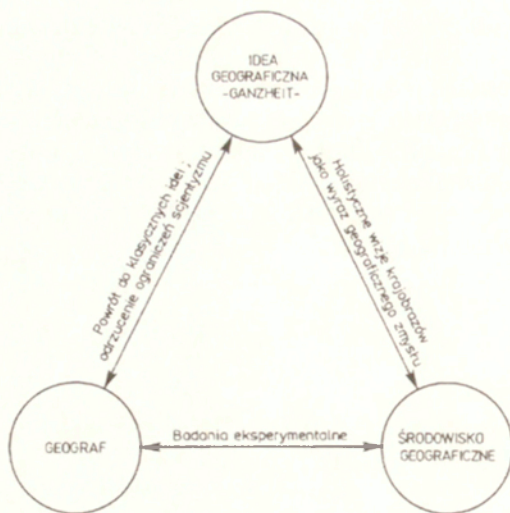 IDEA
GEOGRAFICZNA
-GANZHEIT-
Powrót do klasycznych idei ;
odrzucenie ograniczeń scjentyzmu
Holistyczne wizje krajobrazów
jako wyraz geograficznego zmysłu
GEOGRAF
Badania eksperymentalne
ŚRODOWISKO
GEOGRAFICZNE